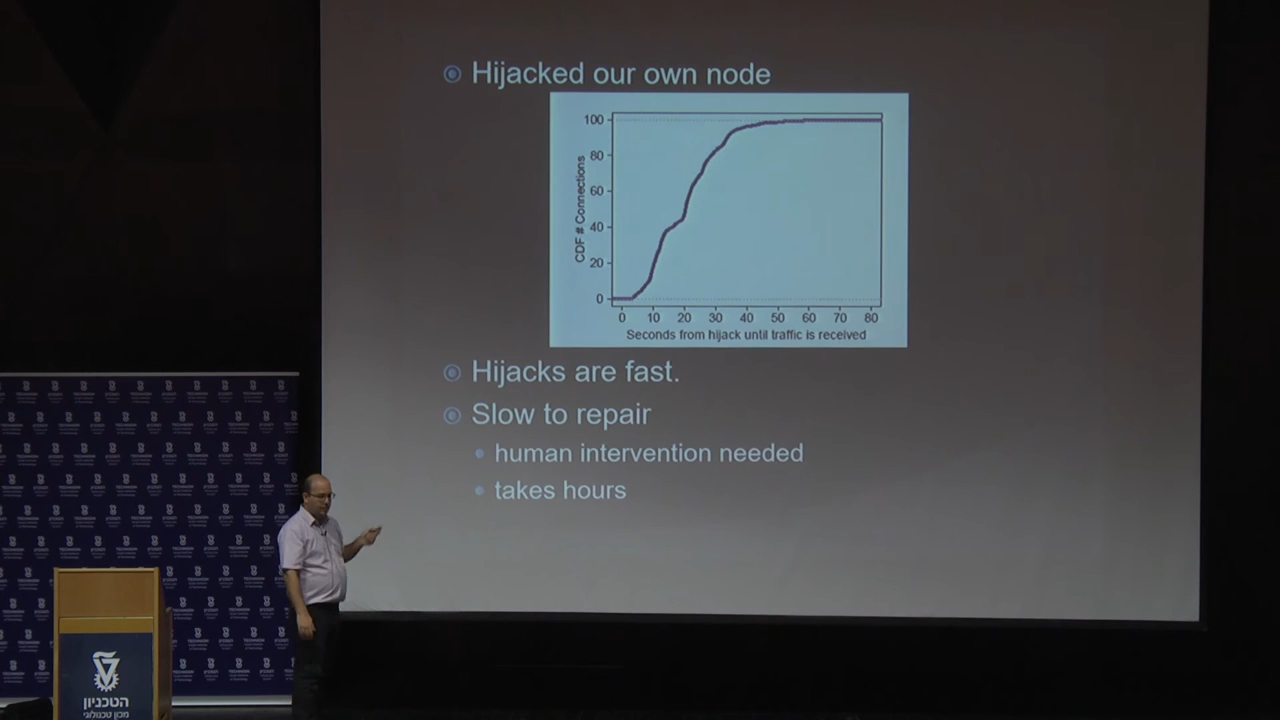 Hijacked our own node
100
80
60
40
20
0
CDF # Connections
0 10 20 30 40 50 60 70 80
Seconds from hijack until traffic is received
Hijacks are fast.
Slow to repair
human intervention needed
takes hours
הטכניון
מכון טכנולוגי